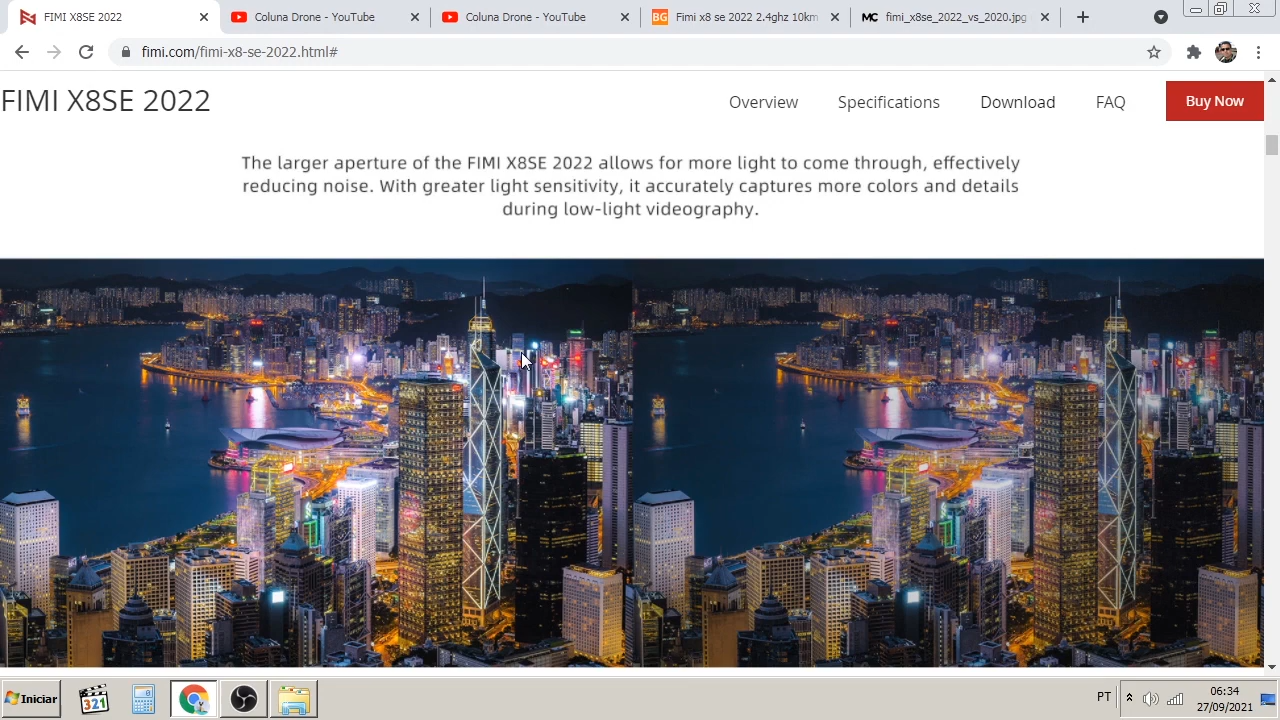 FIMI X8SE 2022
Coluna Drone - YouTube
Coluna Drone - YouTube
BG
Fimi x8 se 2022 2.4ghz 10km
MC
fimi_x8se_2022_vs_2020.jpg
fimi.com/fimi-x8-se-2022.html#
FIMI X8SE 2022
Overview
Specifications
Download
FAQ
Buy Now
The larger aperture of the FIMI X8SE 2022 allows for more light to come through, effectively
reducing noise. With greater light sensitivity, it accurately captures more colors and details
during low-light videography.
Iniciar
321
PT
06:34
27/09/2021